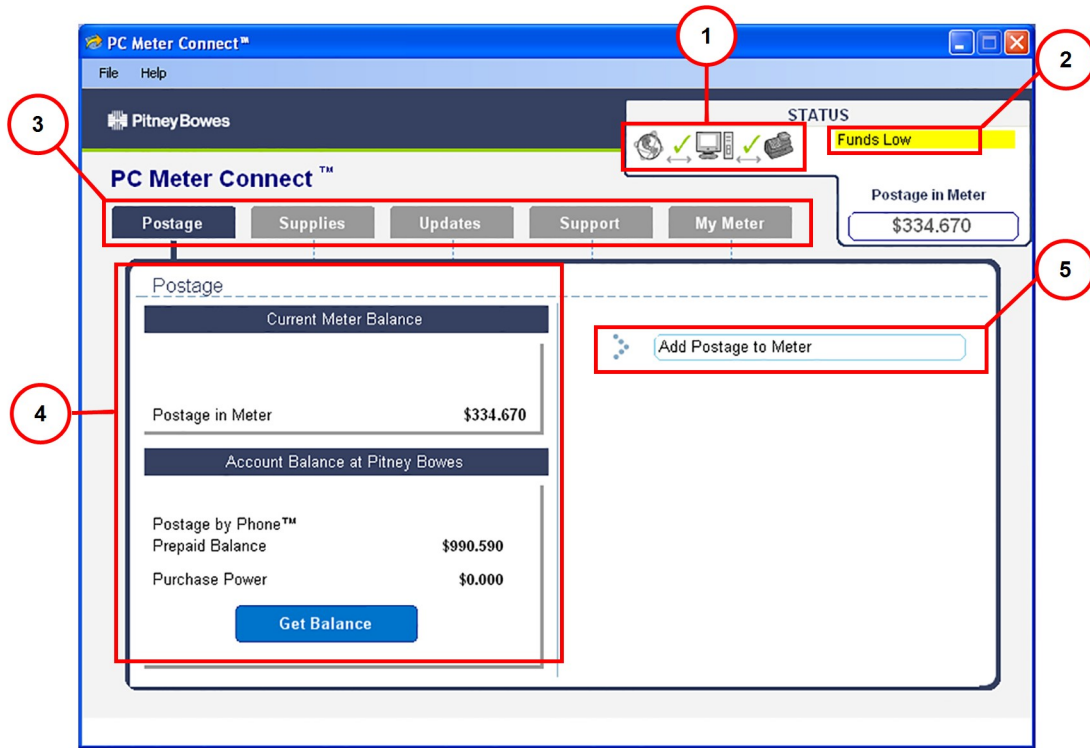 1
PC Meter Connect™
2
File Help
3
PitneyBowes
STATUS
Funds Low
PC Meter Connect ™
Postage in Meter
$334.670
Postage Supplies Updates Support My Meter
5
Postage
Current Meter Balance
Add Postage to Meter
4
Postage in Meter $334.670
Account Balance at Pitney Bowes
Postage by Phone™
Prepaid Balance $990.590
Purchase Power $0.000
Get Balance